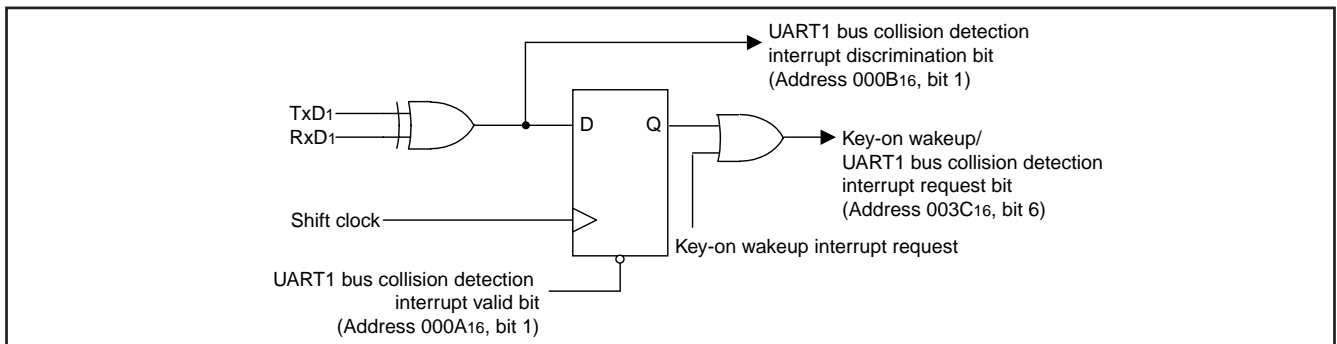 UART1 bus collision detection
interrupt discrimination bit
(Address 000B16, bit 1)
TxD1
RxD1
D
Q
Key-on wakeup/
UART1 bus collision detection
interrupt request bit
(Address 003C16, bit 6)
Shift clock
Key-on wakeup interrupt request
UART1 bus collision detection
interrupt valid bit
(Address 000A16, bit 1)